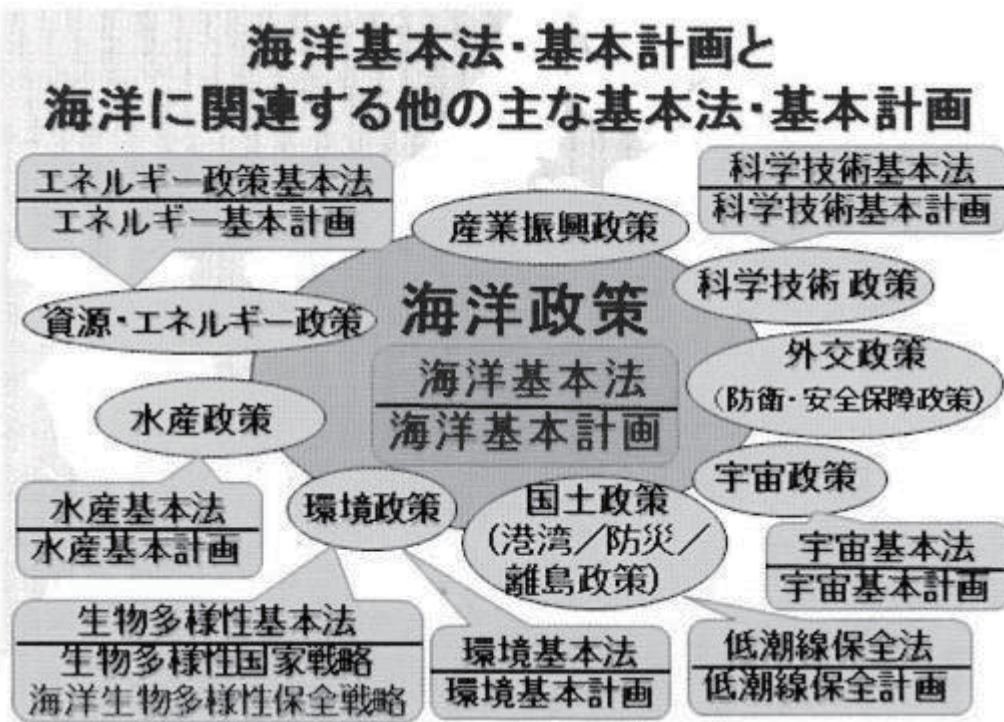 海洋基本法・基本計画と
海洋に関連する他の主な基本法・基本計画
エネルギー政策基本法
エネルギー基本計画
科学技術基本法
科学技術基本計画
産業振興政策
科学技術政策
資源・エネルギー政策
海洋政策
海洋基本法
海洋基本計画
外交政策
(防衛・安全保障政策)
水産政策
宇宙政策
環境政策
国土政策
(港湾/防災/
離島政策)
水産基本法
水産基本計画
宇宙基本法
宇宙基本計画
生物多様性基本法
生物多様性国家戦略
海洋生物多様性保全戦略
環境基本法
環境基本計画
低潮線保全法
低潮線保全計画